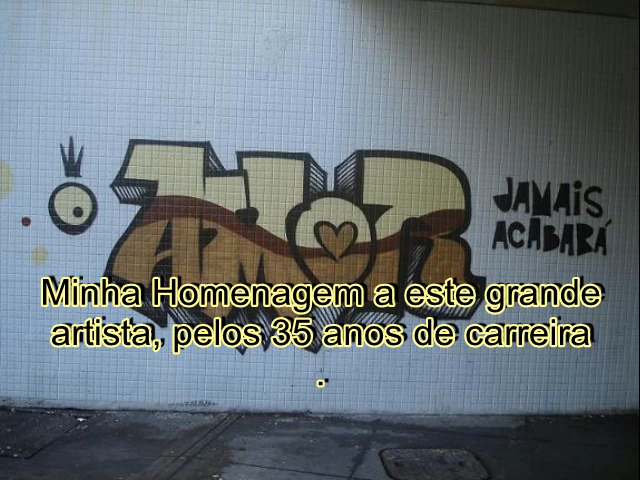 O AMOR
JAMAIS
ACABARÁ
Minha Homenagem a este grande
artista, pelos 35 anos de carreira
.